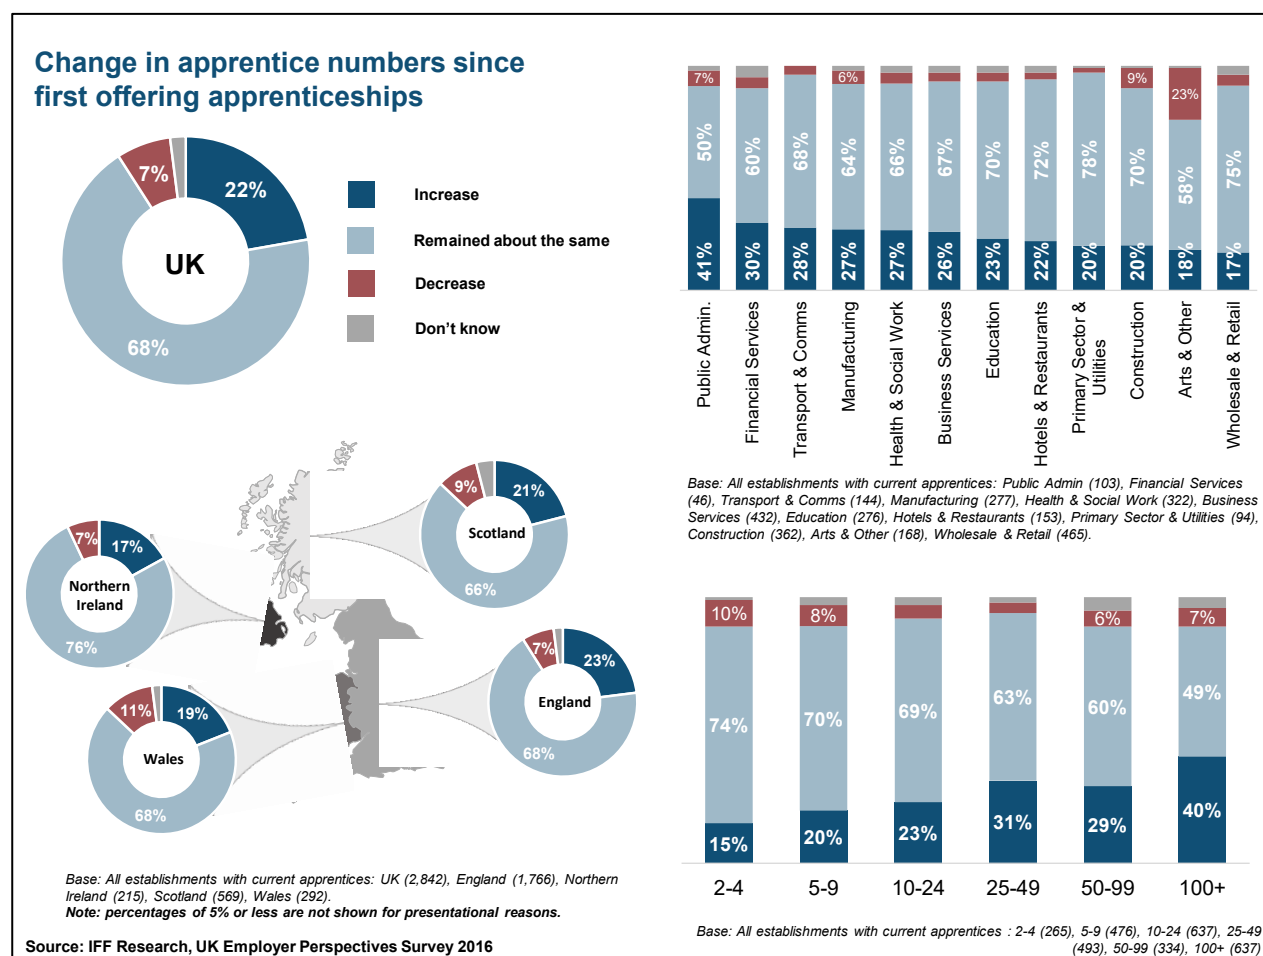 Change in apprentice numbers since
first offering apprenticeships
7%
22%
UK
68%
Increase
Remained about the same
Decrease
Don't know
7%
17%
Northern
Ireland
76%
9%
21%
Scotland
66%
7%
23%
England
68%
11%
19%
Wales
68%
Base: All establishments with current apprentices: UK (2,842), England (1,766), Northern
Ireland (215), Scotland (569), Wales (292).
Note: percentages of 5% or less are not shown for presentational reasons.
Source: IFF Research, UK Employer Perspectives Survey 2016
7% 6% 9% 23%
50% 60% 68% 64% 66% 67% 70% 72% 78% 70% 58% 75%
41% 30% 28% 27% 27% 26% 23% 22% 20% 20% 18% 17%
Public Admin.
Financial Services
Transport & Comms
Manufacturing
Health & Social Work
Business Services
Education
Hotels & Restaurants
Primary Sector &
Utilities
Construction
Arts & Other
Wholesale & Retail
Base: All establishments with current apprentices: Public Admin (103), Financial Services
(46), Transport & Comms (144), Manufacturing (277), Health & Social Work (322), Business
Services (432), Education (276), Hotels & Restaurants (153), Primary Sector & Utilities (94),
Construction (362), Arts & Other (168), Wholesale & Retail (465).
10% 8% 6% 7%
74% 70% 69% 63% 60% 49%
15% 20% 23% 31% 29% 40%
2-4 5-9 10-24 25-49 50-99 100+
Base: All establishments with current apprentices : 2-4 (265), 5-9 (476), 10-24 (637), 25-49
(493), 50-99 (334), 100+ (637)